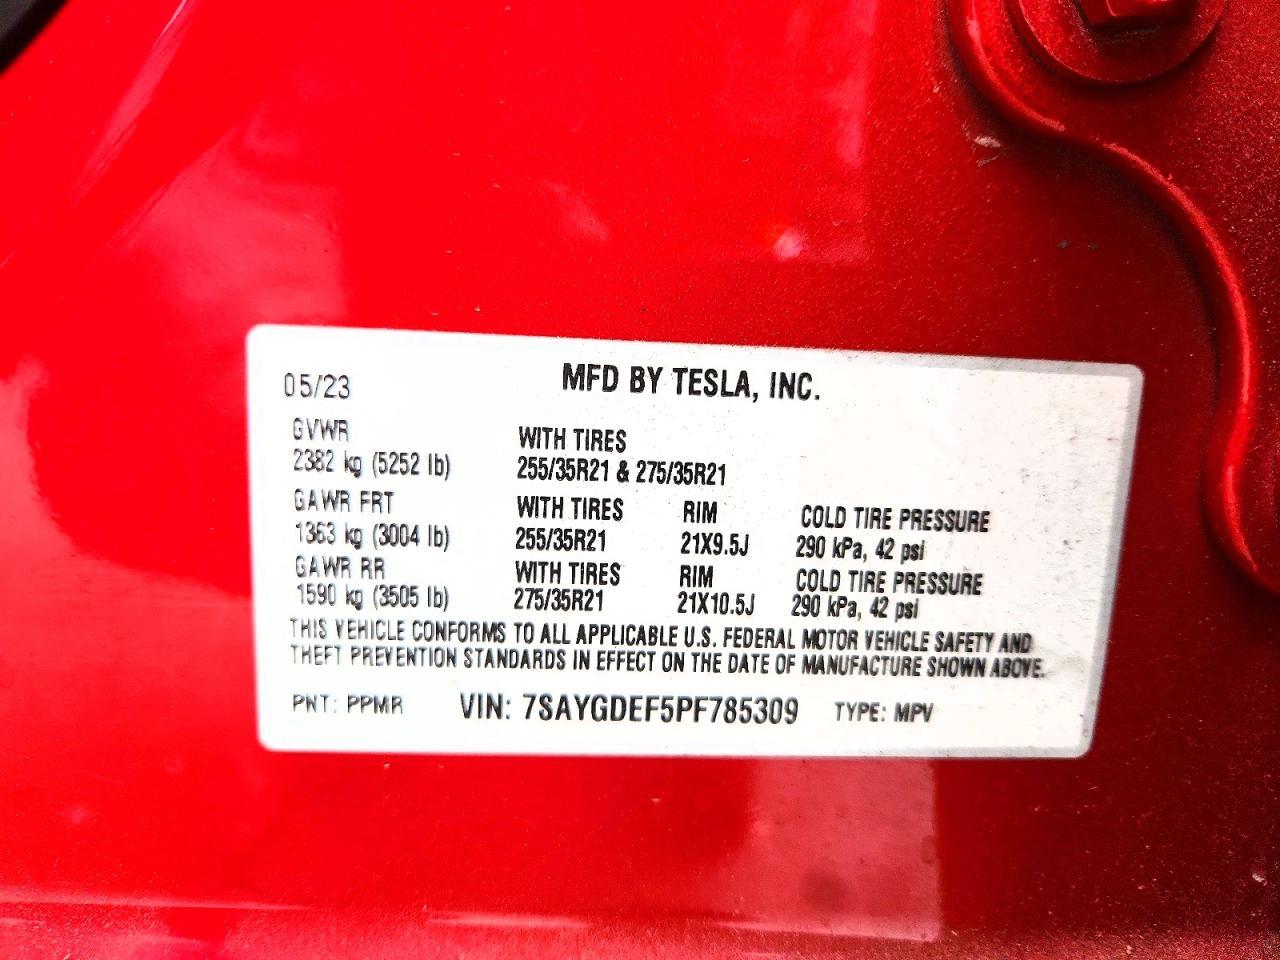 05/23 MFD BY TESLA, INC.
GVWR WITH TIRES
2382 kg (5252 lb) 255/35R21 & 275/35R21
GAWR FRT WITH TIRES RIM COLD TIRE PRESSURE
1363 kg (3004 lb) 255/35R21 21X9.5J 290 kPa, 42 psi
GAWR RR WITH TIRES RIM COLD TIRE PRESSURE
1590 kg (3505 lb) 275/35R21 21X10.5J 290 kPa, 42 psi
THIS VEHICLE CONFORMS TO ALL APPLICABLE U.S. FEDERAL MOTOR VEHICLE SAFETY AND
THEFT PREVENTION STANDARDS IN EFFECT ON THE DATE OF MANUFACTURE SHOWN ABOVE.
PNT: PPMR VIN: 7SAYGDEF5PF785309 TYPE: MPV